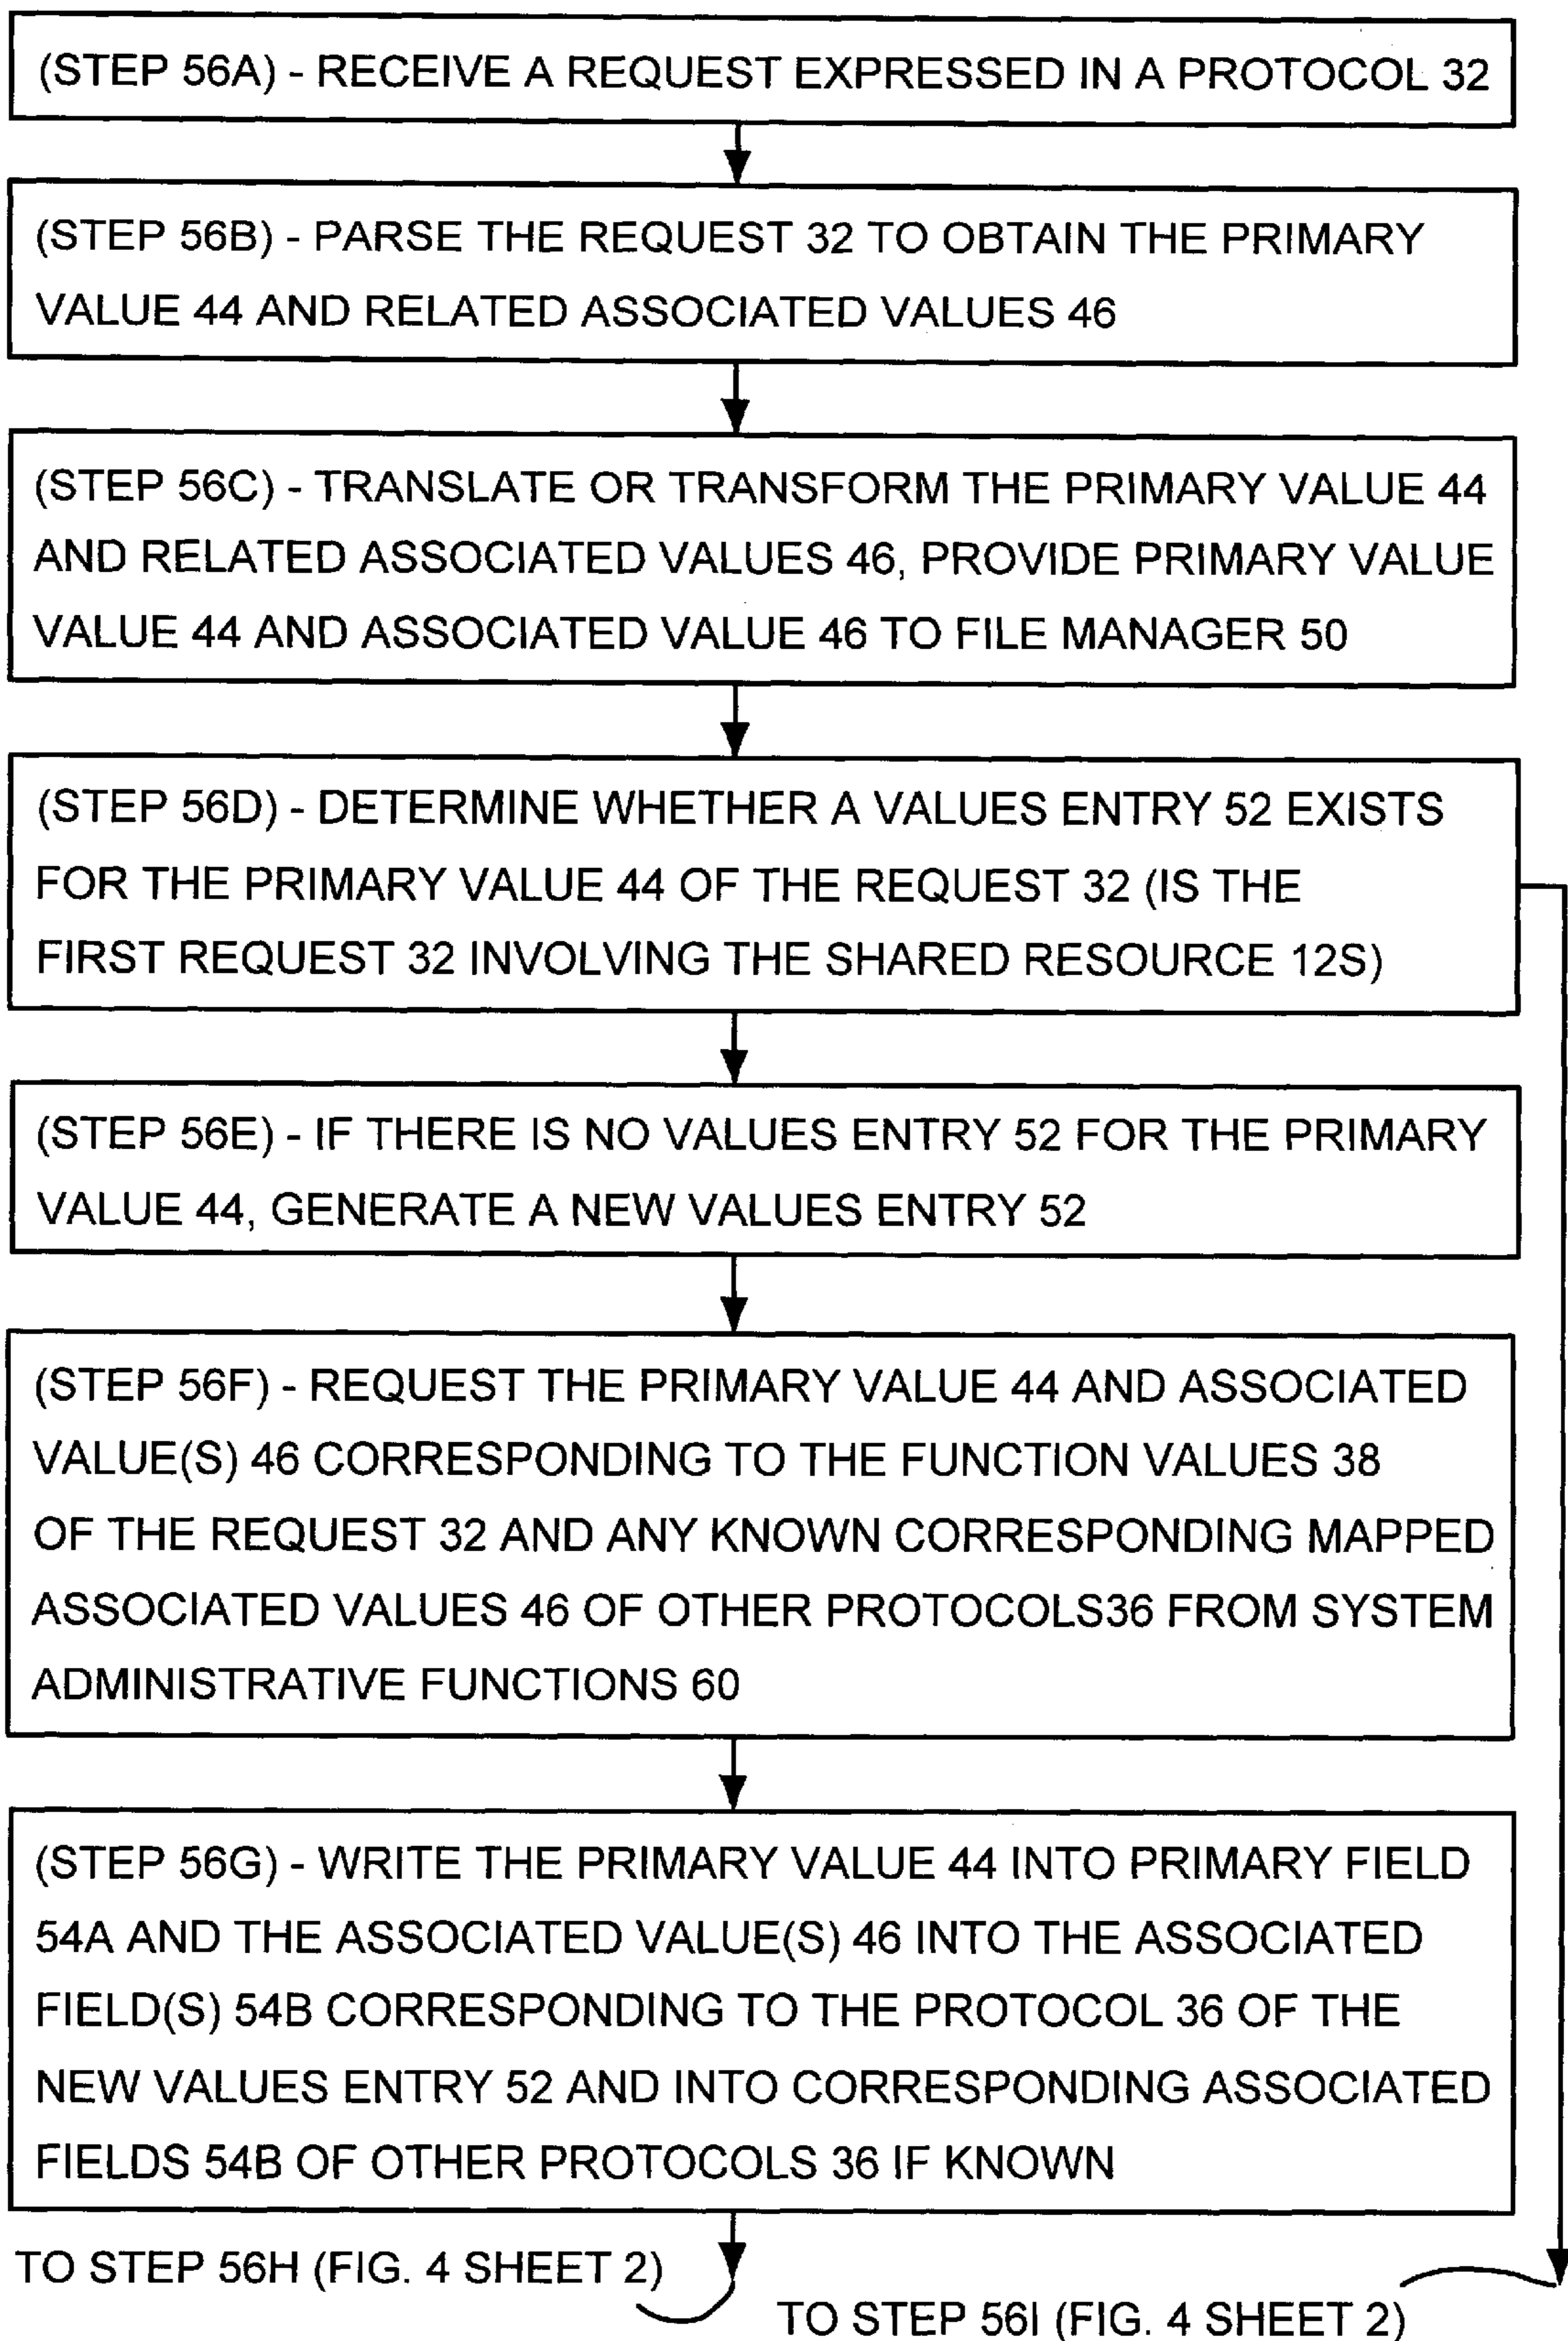 (STEP 56A) - RECEIVE A REQUEST EXPRESSED IN A PROTOCOL 32
(STEP 56B) - PARSE THE REQUEST 32 TO OBTAIN THE PRIMARY
VALUE 44 AND RELATED ASSOCIATED VALUES 46
(STEP 56C) - TRANSLATE OR TRANSFORM THE PRIMARY VALUE 44
AND RELATED ASSOCIATED VALUES 46, PROVIDE PRIMARY VALUE
VALUE 44 AND ASSOCIATED VALUE 46 TO FILE MANAGER 50
(STEP 56D) - DETERMINE WHETHER A VALUES ENTRY 52 EXISTS
FOR THE PRIMARY VALUE 44 OF THE REQUEST 32 (IS THE
FIRST REQUEST 32 INVOLVING THE SHARED RESOURCE 12S)
(STEP 56E) - IF THERE IS NO VALUES ENTRY 52 FOR THE PRIMARY
VALUE 44, GENERATE A NEW VALUES ENTRY 52
(STEP 56F) - REQUEST THE PRIMARY VALUE 44 AND ASSOCIATED
VALUE(S) 46 CORRESPONDING TO THE FUNCTION VALUES 38
OF THE REQUEST 32 AND ANY KNOWN CORRESPONDING MAPPED
ASSOCIATED VALUES 46 OF OTHER PROTOCOLS36 FROM SYSTEM
ADMINISTRATIVE FUNCTIONS 60
(STEP 56G) - WRITE THE PRIMARY VALUE 44 INTO PRIMARY FIELD
54A AND THE ASSOCIATED VALUE(S) 46 INTO THE ASSOCIATED
FIELD(S) 54B CORRESPONDING TO THE PROTOCOL 36 OF THE
NEW VALUES ENTRY 52 AND INTO CORRESPONDING ASSOCIATED
FIELDS 54B OF OTHER PROTOCOLS 36 IF KNOWN
TO STEP 56H (FIG. 4 SHEET 2)
TO STEP 56I (FIG. 4 SHEET 2)